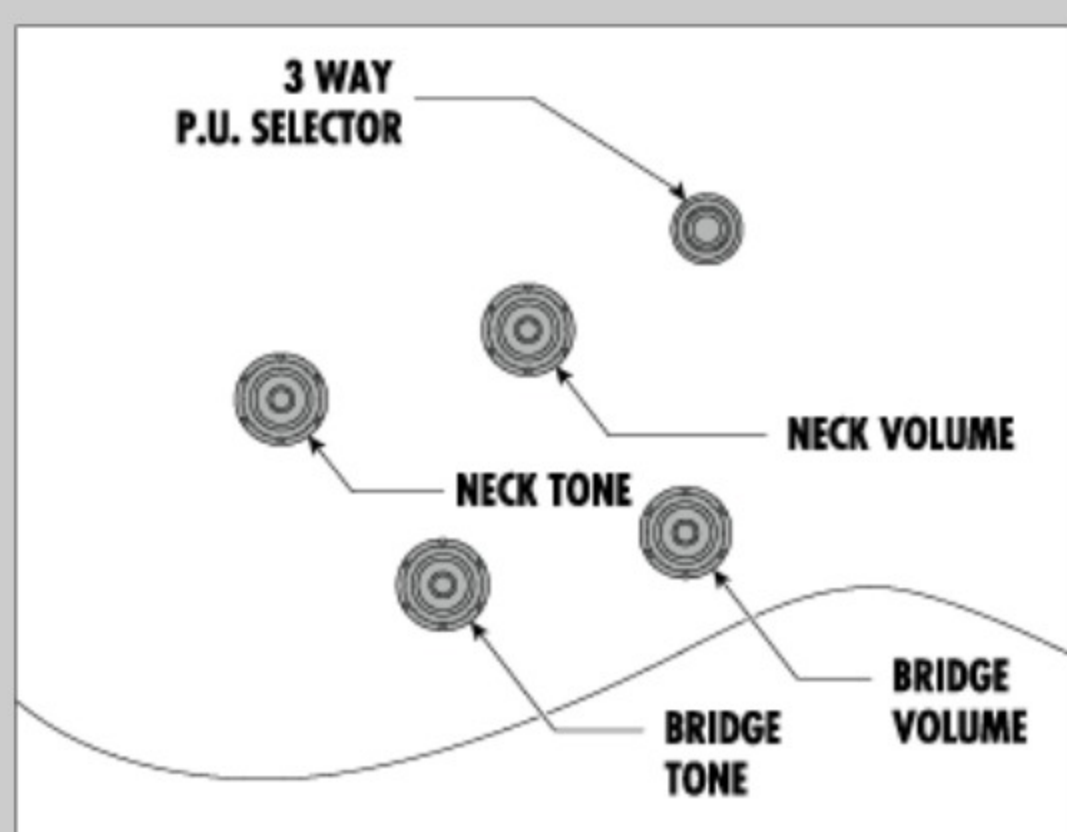 3 WAY
P.U. SELECTOR
NECK VOLUME
NECK TONE
BRIDGE
VOLUME
BRIDGE
TONE